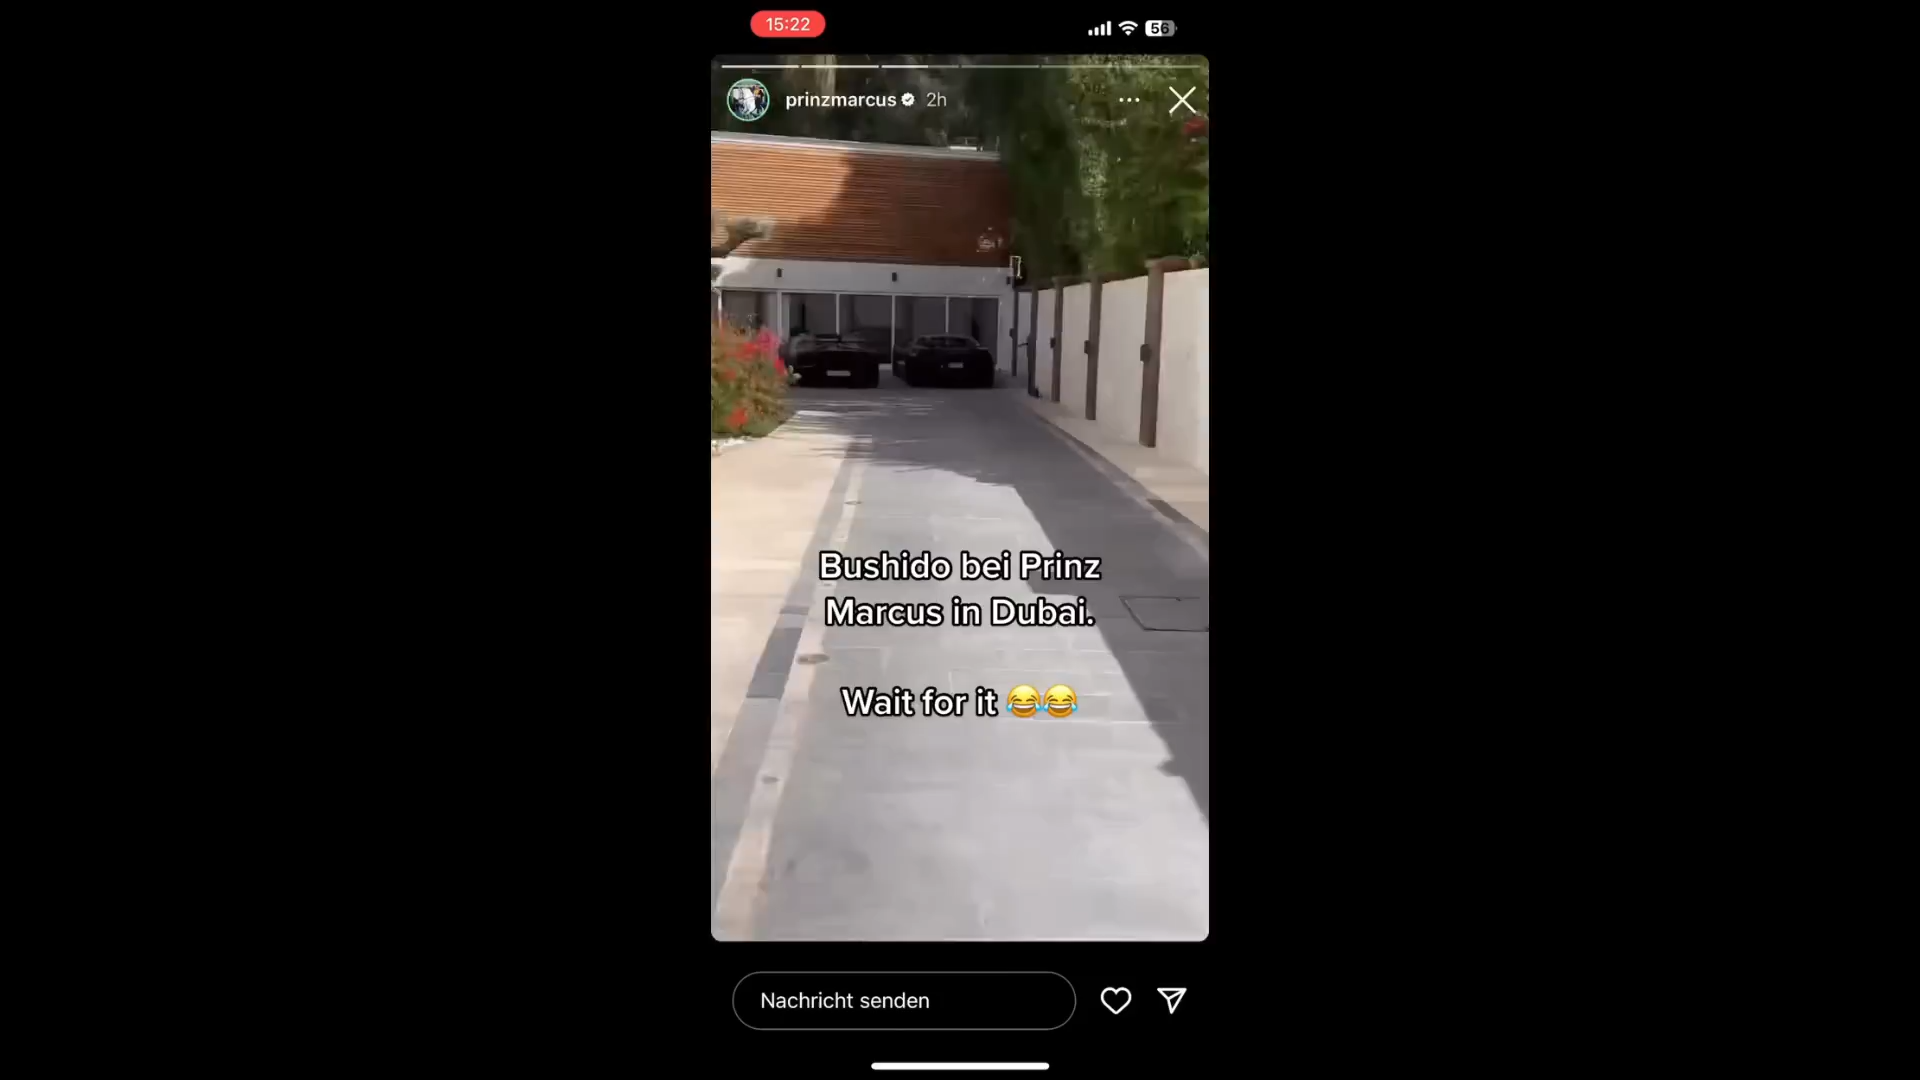 15:22
56
prinzmarcus 2h
Bushido bei Prinz
Marcus in Dubai.
Wait for it 😂😂
Nachricht senden